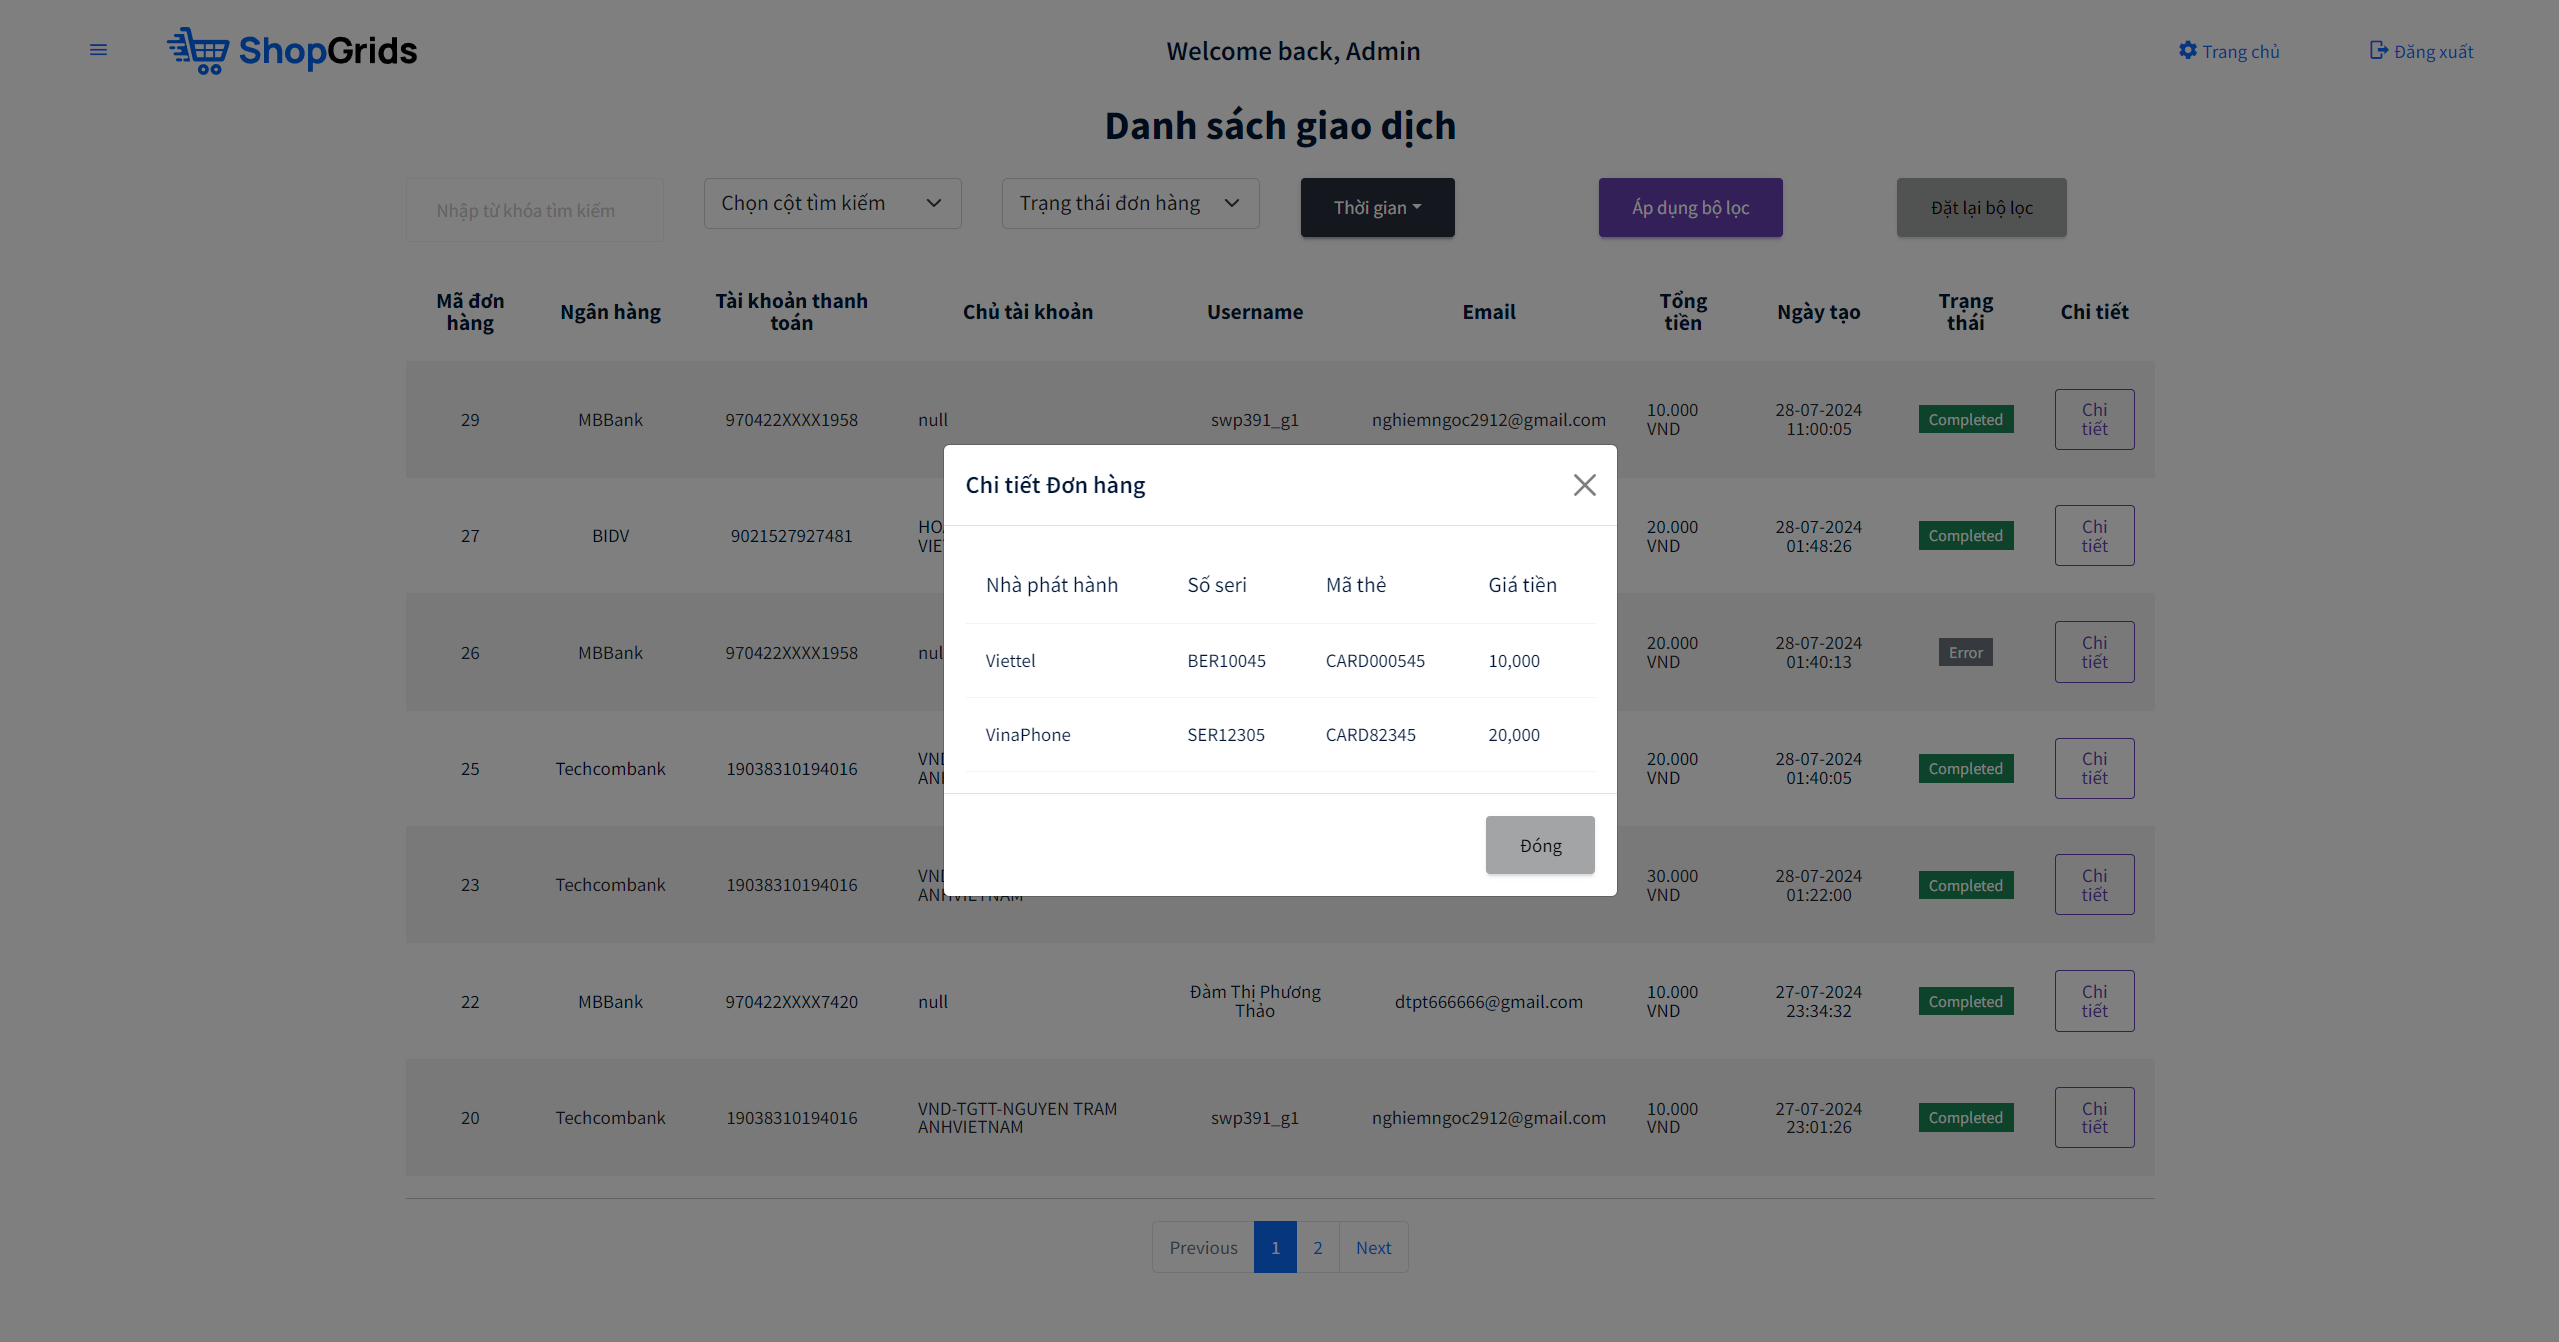 ShopGrids
Welcome back, Admin
Trang chủ
Đăng xuất
Danh sách giao dịch
Nhập từ khóa tìm kiếm
Chọn cột tìm kiếm
Trạng thái đơn hàng
Thời gian
Áp dụng bộ lọc
Đặt lại bộ lọc
Mã đơn hàng Ngân hàng Tài khoản thanh toán Chủ tài khoản Username Email Tổng tiền Ngày tạo Trạng thái Chi tiết
29 MBBank 970422XXXX1958 null swp391_g1 nghiemngoc2912@gmail.com 10.000 VND 28-07-2024 11:00:05 Completed Chi tiết
27 BIDV 9021527927481 20.000 VND 28-07-2024 01:48:26 Completed Chi tiết
26 MBBank 970422XXXX1958 20.000 VND 28-07-2024 01:40:13 Error Chi tiết
25 Techcombank 19038310194016 20.000 VND 28-07-2024 01:40:05 Completed Chi tiết
23 Techcombank 19038310194016 30.000 VND 28-07-2024 01:22:00 Completed Chi tiết
22 MBBank 970422XXXX7420 null Đàm Thị Phương Thảo dtpt666666@gmail.com 10.000 VND 27-07-2024 23:34:32 Completed Chi tiết
20 Techcombank 19038310194016 VND-TGTT-NGUYEN TRAM ANHVIETNAM swp391_g1 nghiemngoc2912@gmail.com 10.000 VND 27-07-2024 23:01:26 Completed Chi tiết
Chi tiết Đơn hàng
Nhà phát hành Số seri Mã thẻ Giá tiền
Viettel BER10045 CARD000545 10,000
VinaPhone SER12305 CARD82345 20,000
Đóng
Previous 1 2 Next